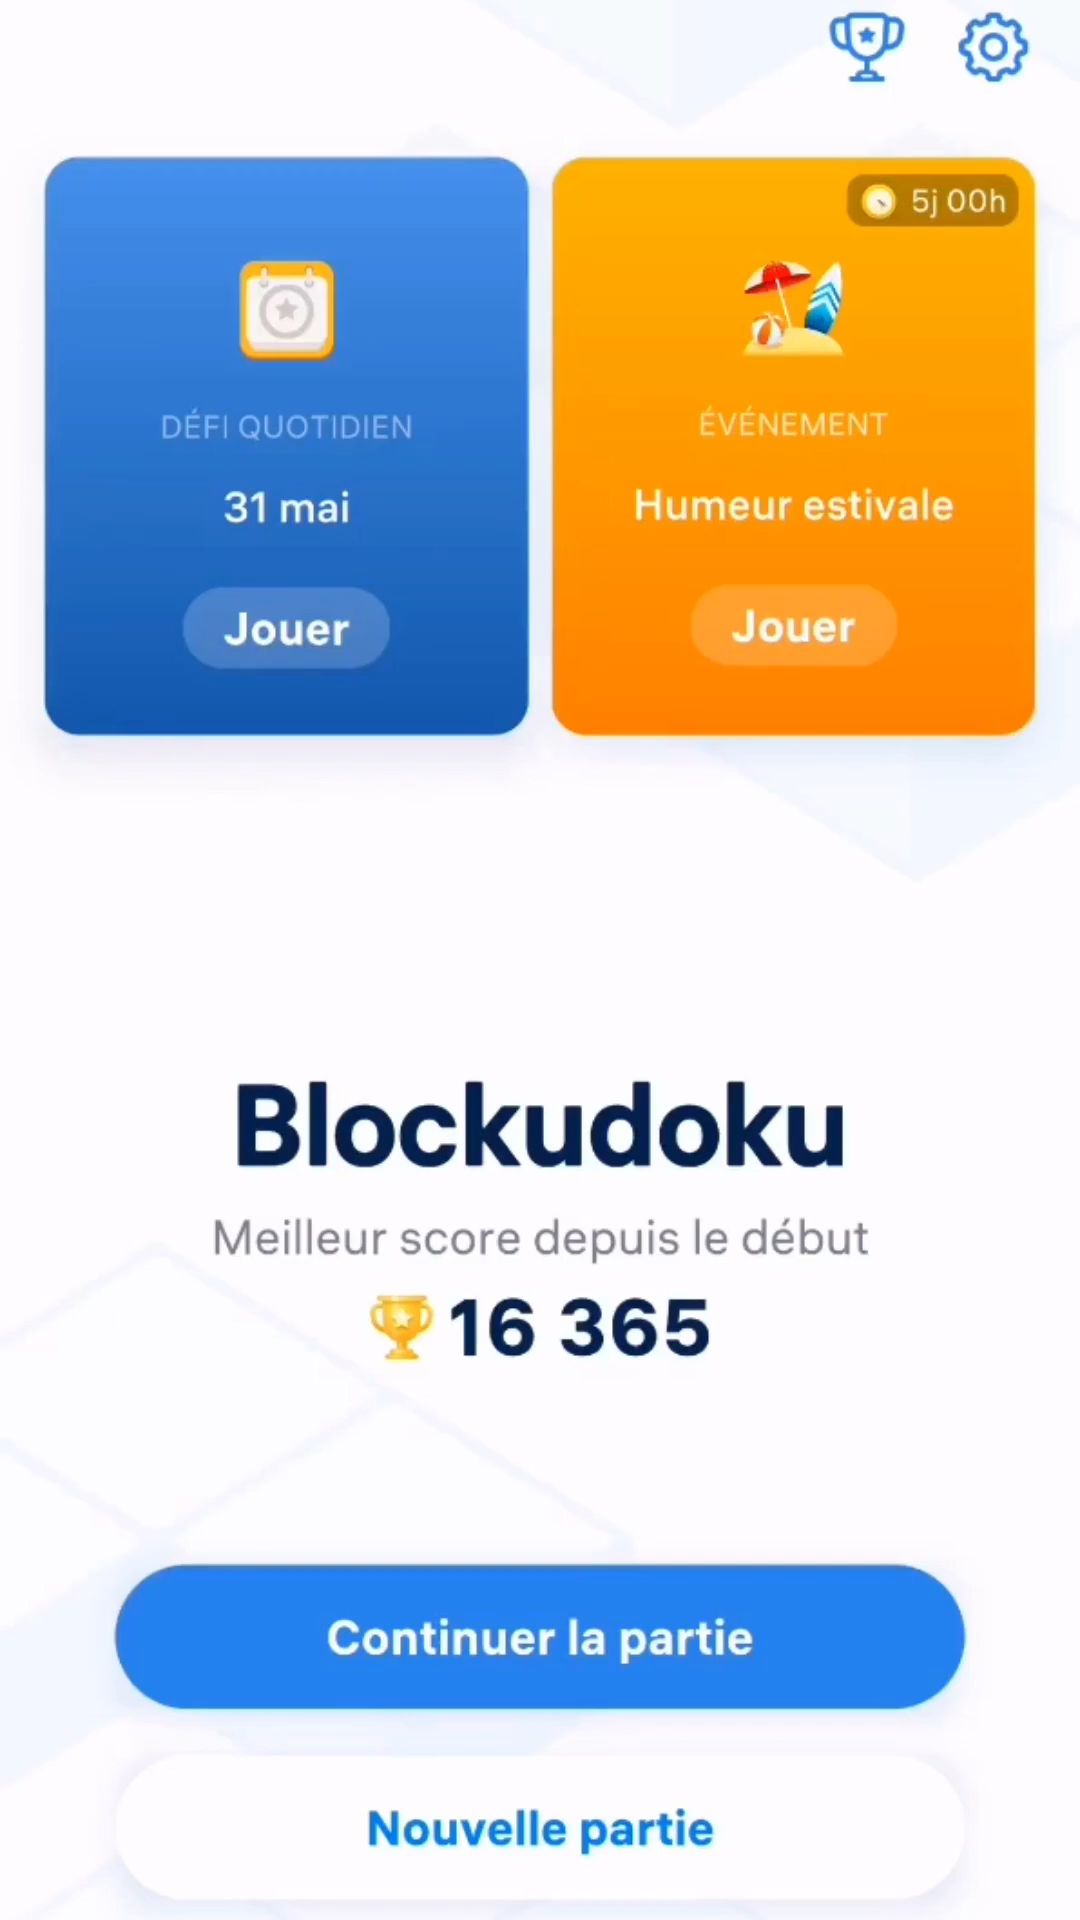 5j 00h
DÉFI QUOTIDIEN
31 mai
Jouer
ÉVÉNEMENT
Humeur estivale
Jouer
Blockudoku
Meilleur score depuis le début
16 365
Continuer la partie
Nouvelle partie